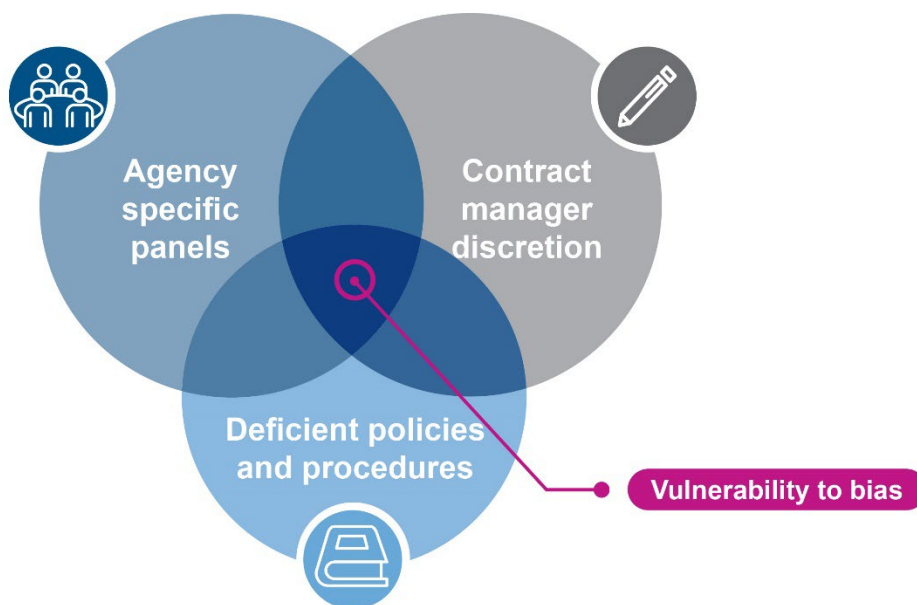 Agency
specific
panels
Contract
manager
discretion
Deficient policies
and procedures
Vulnerability to bias